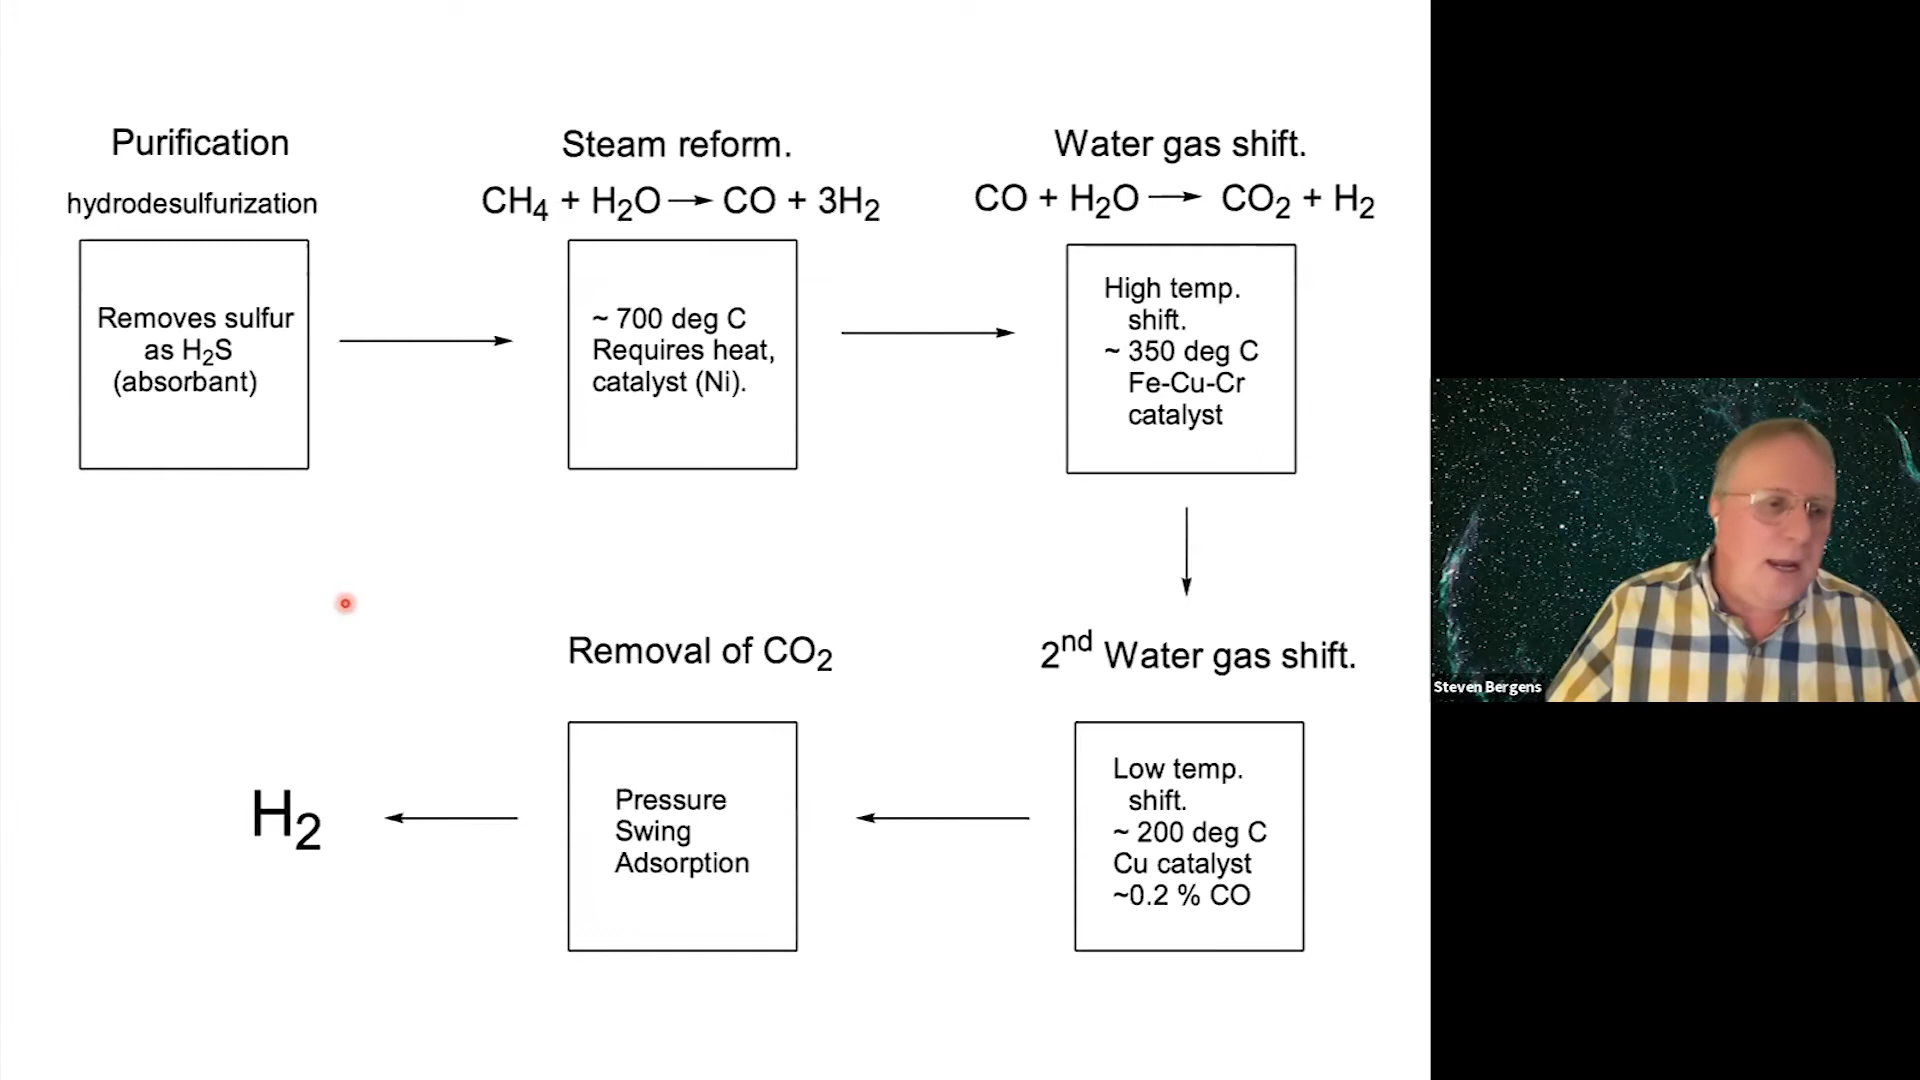 Purification
hydrodesulfurization
Removes sulfur
as H₂S
(absorbant)
Steam reform.
CH₄ + H₂O → CO + 3H₂
~ 700 deg C
Requires heat,
catalyst (Ni).
Water gas shift.
CO + H₂O → CO₂ + H₂
High temp.
shift.
~ 350 deg C
Fe-Cu-Cr
catalyst
2nd Water gas shift.
Low temp.
shift.
~ 200 deg C
Cu catalyst
~0.2 % CO
Removal of CO₂
Pressure
Swing
Adsorption
H₂
Steven Bergens